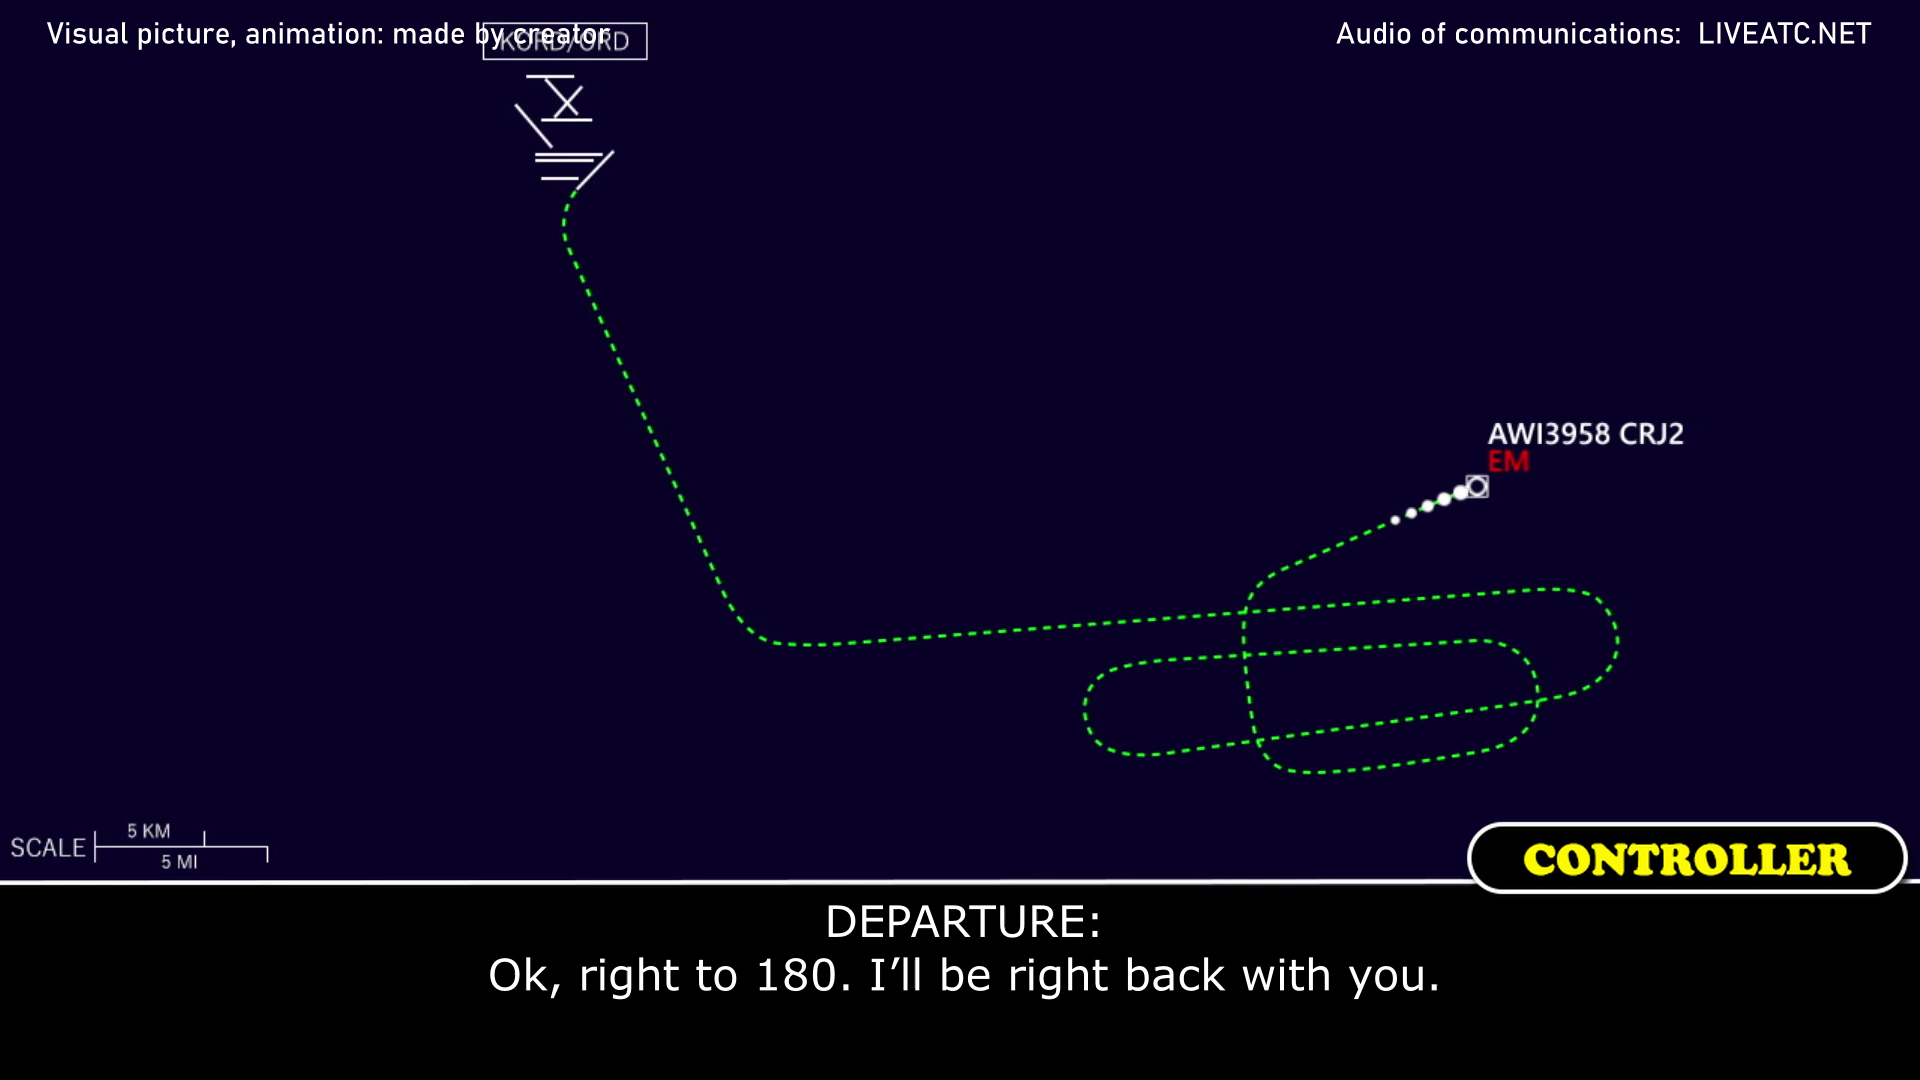 Visual picture, animation: made by creator
KORD/ORD
Audio of communications: LIVEATC.NET
AWI3958 CRJ2
EM
5 KM
SCALE
5 MI
CONTROLLER
DEPARTURE:
Ok, right to 180. I’ll be right back with you.